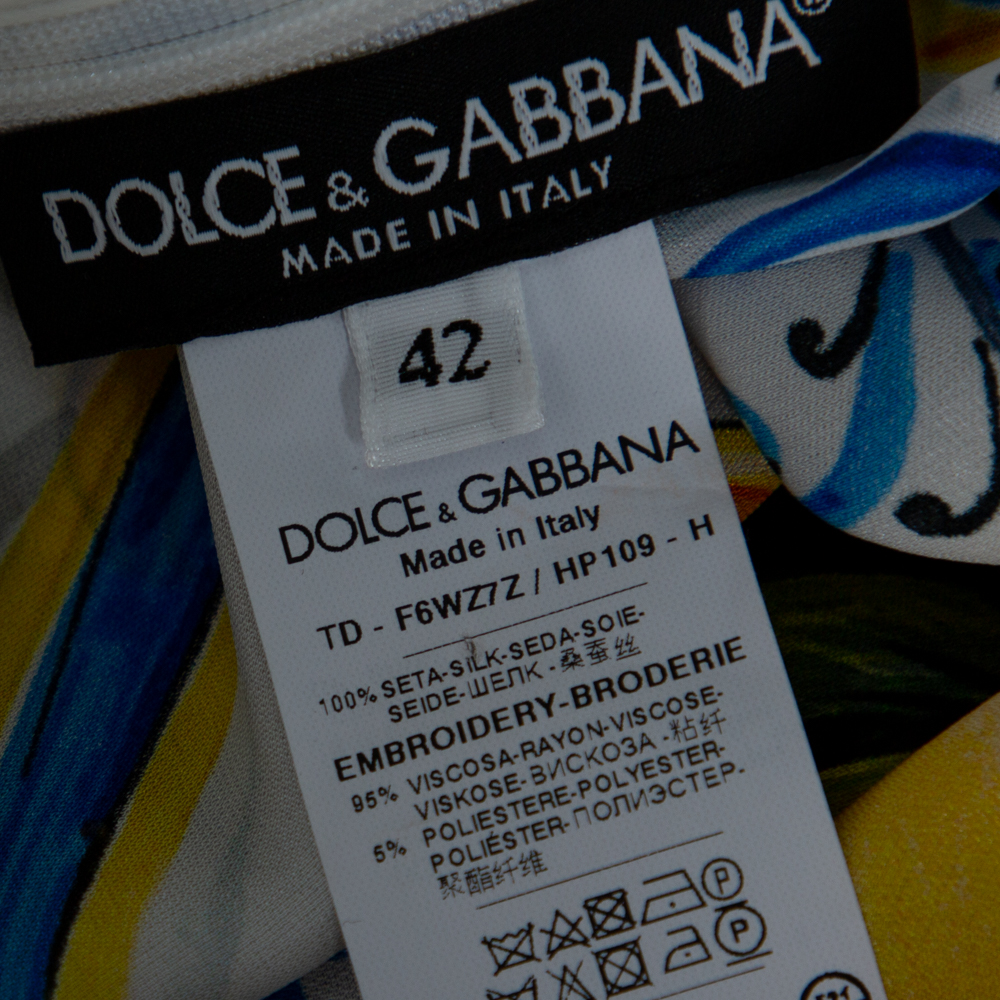 DOLCE & GABBANA®
MADE IN ITALY
42
DOLCE & GABBANA
Made in Italy
TD - F6WZ7Z / HP109 - H
100% SETA-SILK-SEDA-SOIE-
SEIDE-ШЕЛК - 桑蚕丝
EMBROIDERY-BRODERIE
95% VISCOSA-RAYON-VISCOSE-
VISKOSE-ВИСКОЗА -粘纤
5% POLIESTERE-POLYESTER-
POLIÉSTER-ПОЛИЭСТЕР-
聚酯纤维
P
P